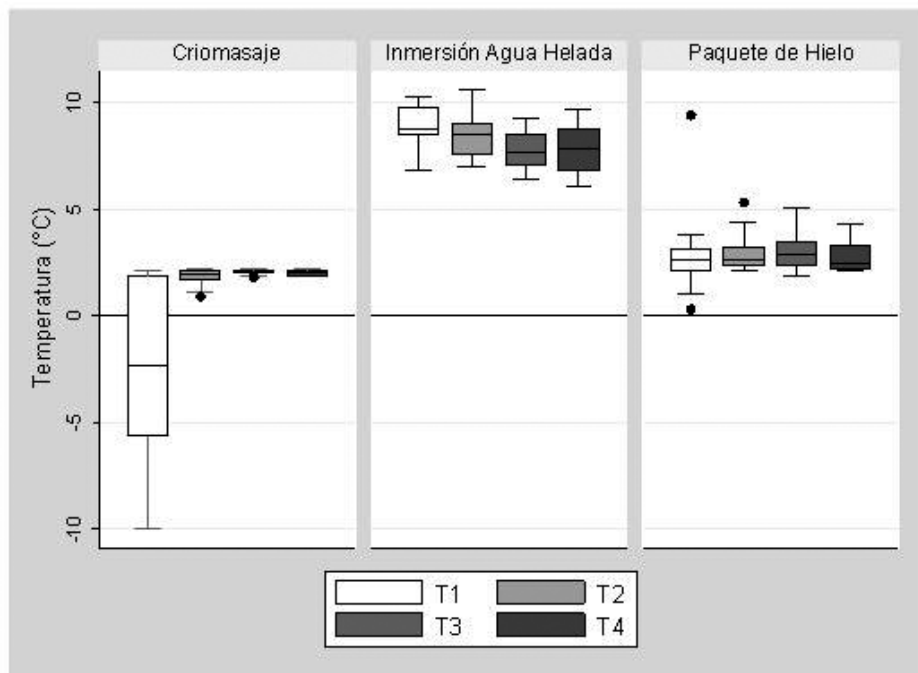 Criomasaje
Inmersión Agua Helada
Paquete de Hielo
Temperatura (°C)
10
5
0
-5
-10
T1
T2
T3
T4